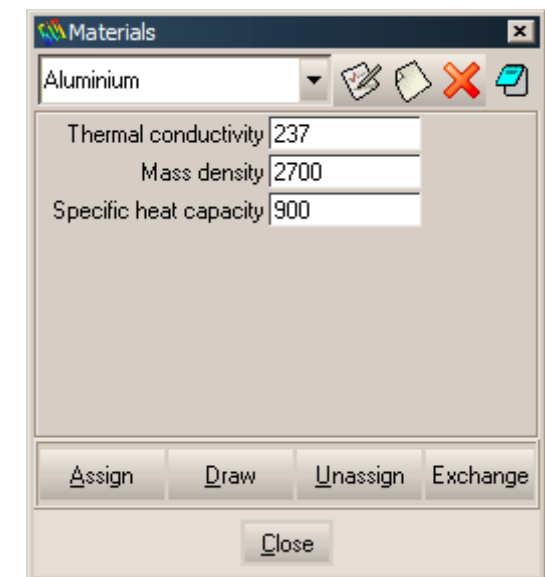 Materials
Aluminium
Thermal conductivity 237
Mass density 2700
Specific heat capacity 900
Assign Draw Unassign Exchange
Close